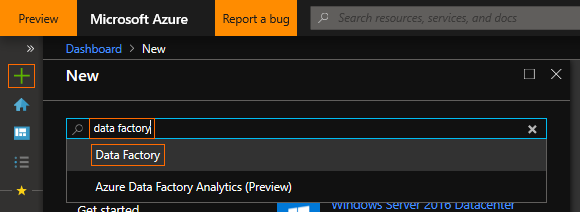 Preview Microsoft Azure Report a bug Search resources, services, and docs
Dashboard > New
New
data factory
Data Factory
Azure Data Factory Analytics (Preview)
Get started
Windows Server 2016 Datacenter